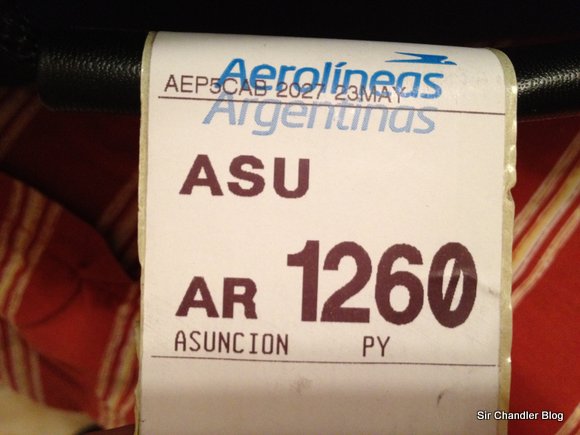 Aerolíneas
AEP5CAB 2027 23MAY
Argentinas
ASU
AR 1260
ASUNCION PY
Sir Chandler Blog